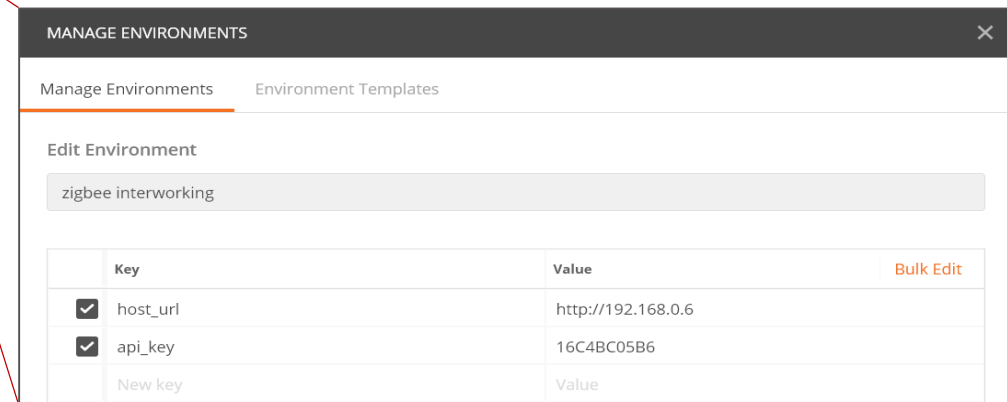 MANAGE ENVIRONMENTS
Manage Environments Environment Templates
Edit Environment
zigbee interworking
Key Value Bulk Edit
host_url http://192.168.0.6
api_key 16C4BC05B6
New key Value